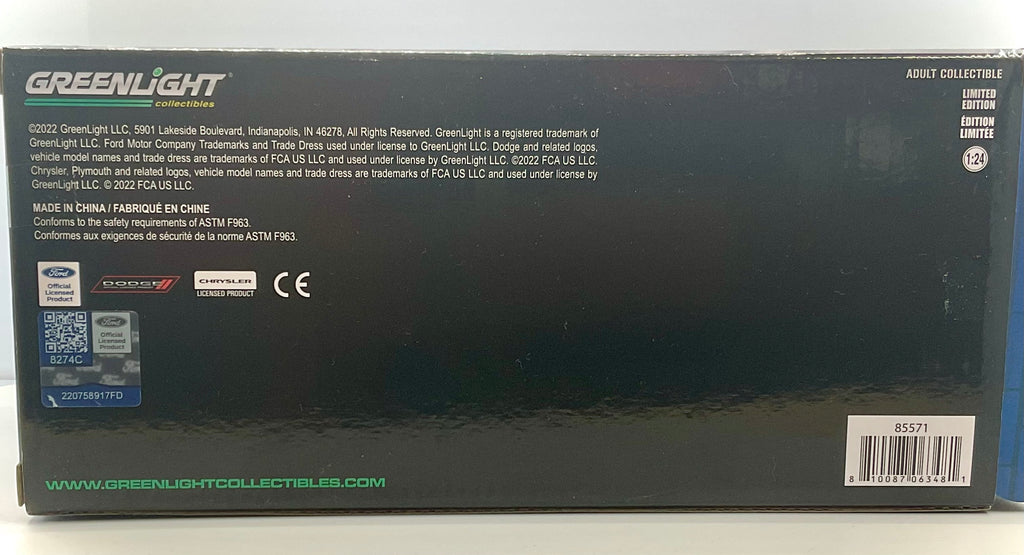 GREENLIGHT®
collectibles
©2022 GreenLight LLC, 5901 Lakeside Boulevard, Indianapolis, IN 46278, All Rights Reserved. GreenLight is a registered trademark of
GreenLight LLC. Ford Motor Company Trademarks and Trade Dress used under license to GreenLight LLC. Dodge and related logos,
vehicle model names and trade dress are trademarks of FCA US LLC and used under license by GreenLight LLC. ©2022 FCA US LLC.
Chrysler, Plymouth and related logos, vehicle model names and trade dress are trademarks of FCA US LLC and used under license by
GreenLight LLC. © 2022 FCA US LLC.
MADE IN CHINA / FABRIQUÉ EN CHINE
Conforms to the safety requirements of ASTM F963.
Conformes aux exigences de sécurité de la norme ASTM F963.
Ford
Official
Licensed
Product
DODGE
CHRYSLER
LICENSED PRODUCT
CE
Ford
Official
Licensed
Product
8274C
220758917FD
WWW.GREENLIGHTCOLLECTIBLES.COM
ADULT COLLECTIBLE
LIMITED
EDITION
ÉDITION
LIMITÉE
1:24
85571
8 10087 06348 1